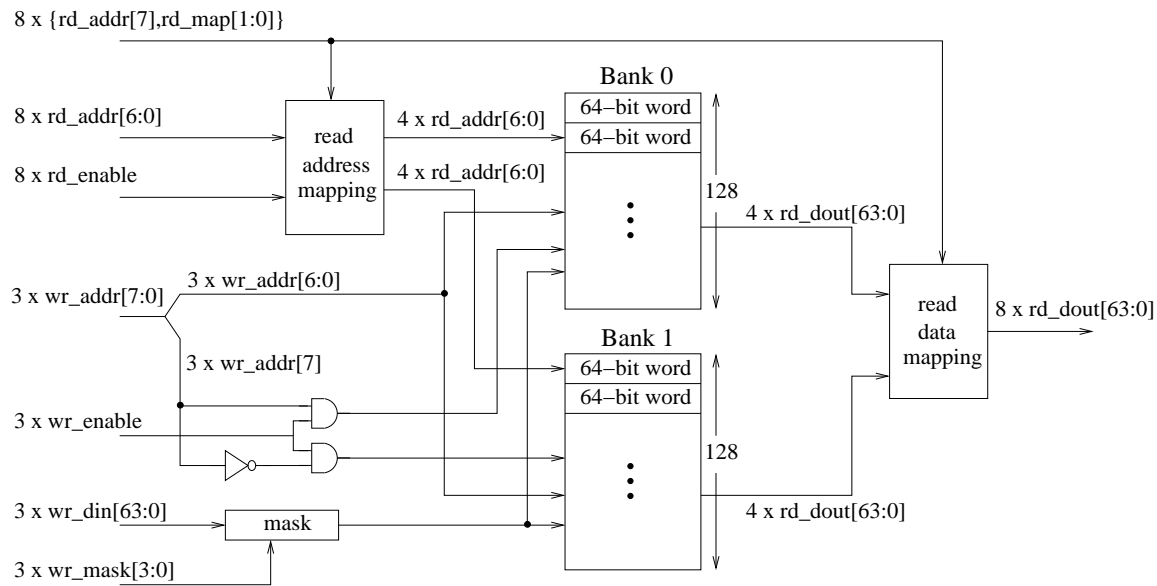 8 x {rd_addr[7],rd_map[1:0]}
Bank 0
64−bit word
64−bit word
8 x rd_addr[6:0]
4 x rd_addr[6:0]
read
address
mapping
8 x rd_enable
4 x rd_addr[6:0]
128
4 x rd_dout[63:0]
3 x wr_addr[7:0]
3 x wr_addr[6:0]
read
data
mapping
8 x rd_dout[63:0]
Bank 1
3 x wr_addr[7]
64−bit word
64−bit word
3 x wr_enable
128
3 x wr_din[63:0]
mask
4 x rd_dout[63:0]
3 x wr_mask[3:0]